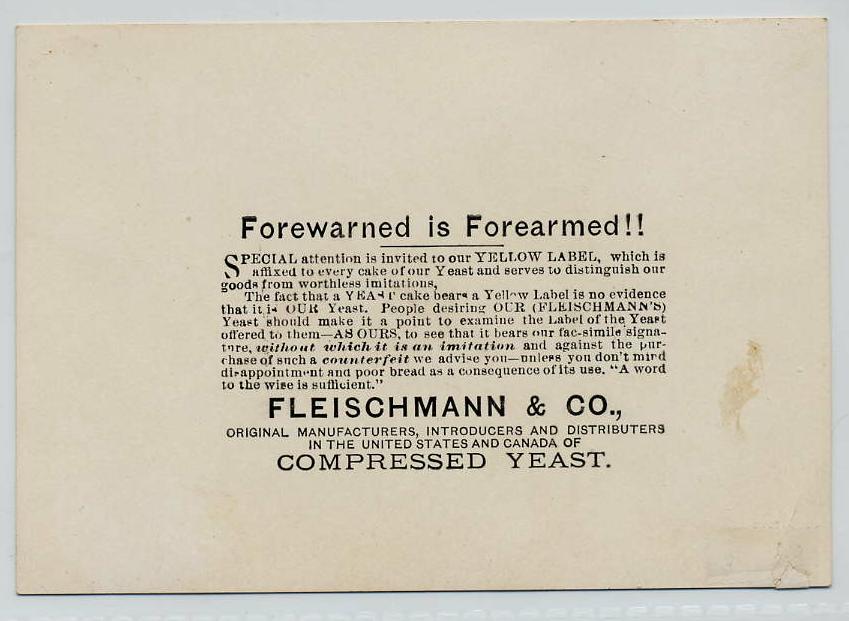 Forewarned is Forearmed!!
SPECIAL attention is invited to our YELLOW LABEL, which is
affixed to every cake of our Yeast and serves to distinguish our
goods from worthless imitations,
The fact that a YEAST cake bears a Yellow Label is no evidence
that it is OUR Yeast. People desiring OUR (FLEISCHMANN'S)
Yeast should make it a point to examine the Label of the Yeast
offered to them—AS OURS, to see that it bears our fac-simile signa-
ture, without which it is an imitation and against the pur-
chase of such a counterfeit we advise you—unless you don't mind
disappointment and poor bread as a consequence of its use. "A word
to the wise is sufficient."
FLEISCHMANN & CO.,
ORIGINAL MANUFACTURERS, INTRODUCERS AND DISTRIBUTERS
IN THE UNITED STATES AND CANADA OF
COMPRESSED YEAST.